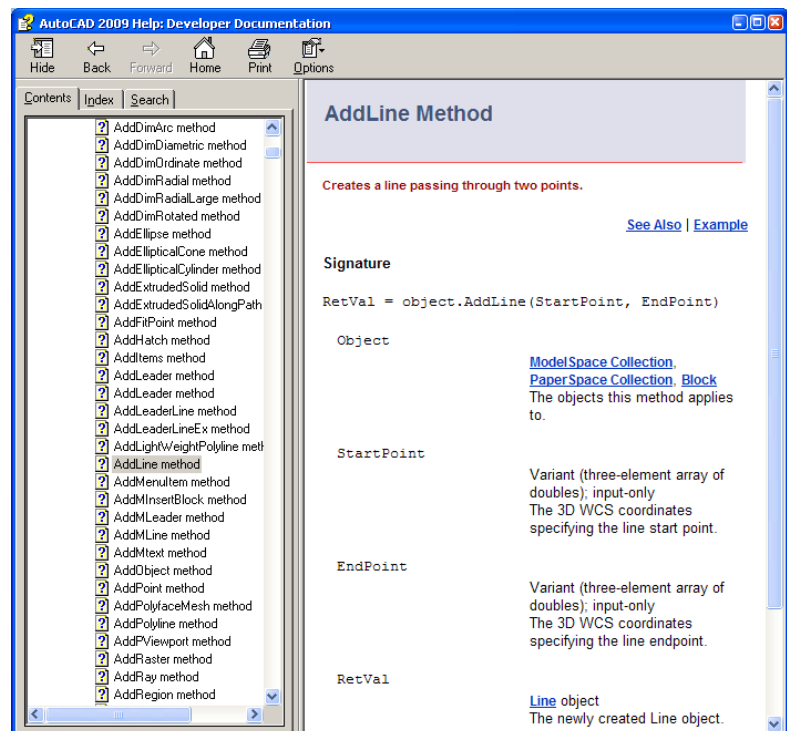 AutoCAD 2009 Help: Developer Documentation
Hide Back Forward Home Print Options
Contents Index Search
AddDimArc method
AddDimDiametric method
AddDimOrdinate method
AddDimRadial method
AddDimRadialLarge method
AddDimRotated method
AddEllipse method
AddEllipticalCone method
AddEllipticalCylinder method
AddExtrudedSolid method
AddExtrudedSolidAlongPath
AddFitPoint method
AddHatch method
AddItems method
AddLeader method
AddLeader method
AddLeaderLine method
AddLeaderLineEx method
AddLightWeightPolyline meth
AddLine method
AddMenuItem method
AddMInsertBlock method
AddMLeader method
AddMLine method
AddMtext method
AddObject method
AddPoint method
AddPolyfaceMesh method
AddPolyline method
AddPViewport method
AddRaster method
AddRay method
AddRegion method
AddLine Method
Creates a line passing through two points.
See Also | Example
Signature
RetVal = object.AddLine(StartPoint, EndPoint)
Object
ModelSpace Collection,
PaperSpace Collection, Block
The objects this method applies
to.
StartPoint
Variant (three-element array of
doubles); input-only
The 3D WCS coordinates
specifying the line start point.
EndPoint
Variant (three-element array of
doubles); input-only
The 3D WCS coordinates
specifying the line endpoint.
RetVal
Line object
The newly created Line object.